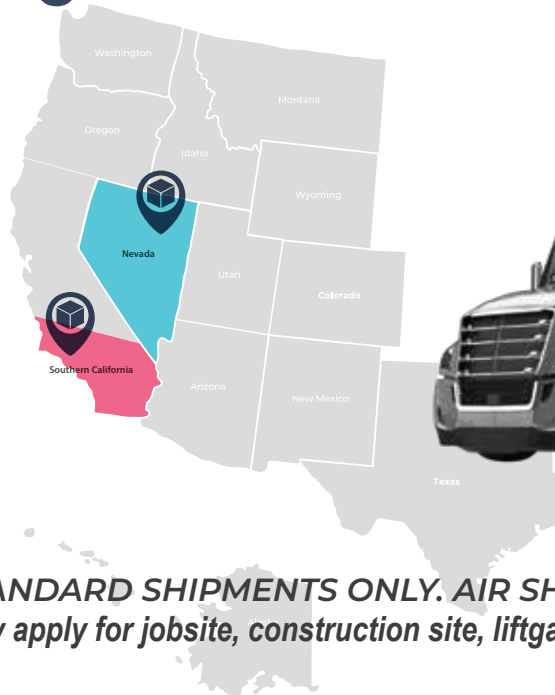 Washington
Montana
Oregon
Idaho
Wyoming
Nevada
Utah
Colorado
Southern California
Arizona
New Mexico
Texas
ANDARD SHIPMENTS ONLY. AIR SH
y apply for jobsite, construction site, liftga